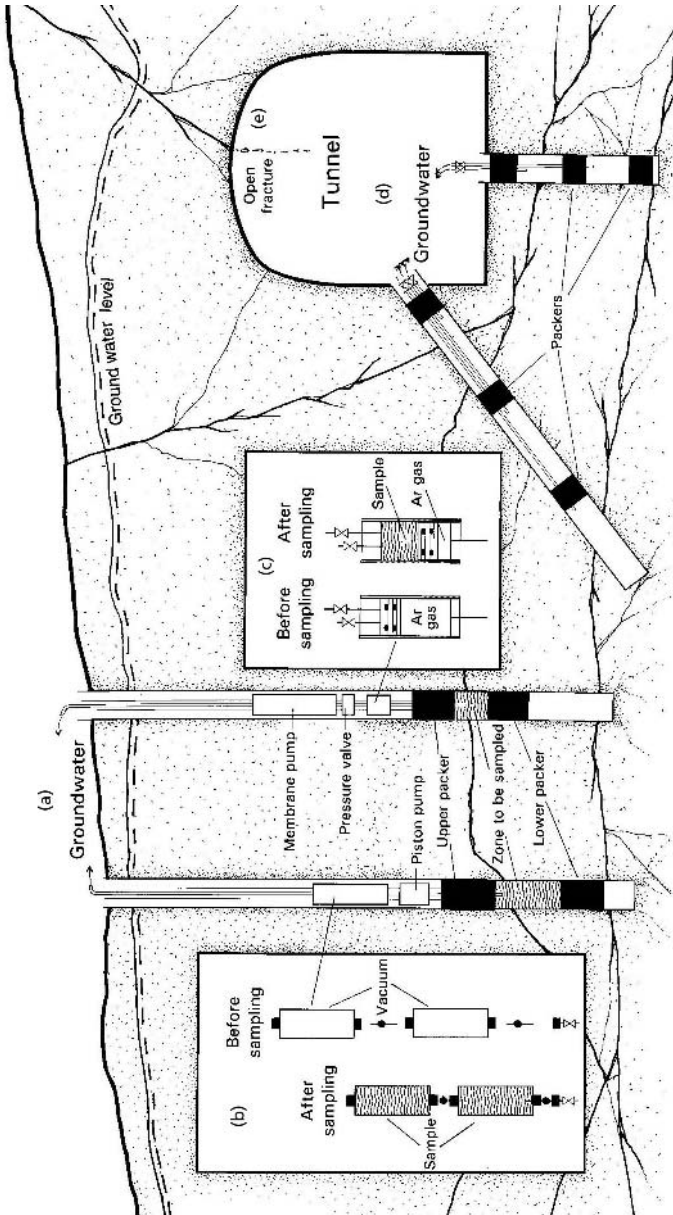 (a)
Groundwater
Ground water level
Membrane pump
Pressure valve
Piston pump
Upper packer
Zone to be sampled
Lower packer
(b)
Before
sampling
Vacuum
After
sampling
Sample
(c)
Before
sampling
Ar
gas
After
sampling
Sample
Ar gas
Open
fracture
(e)
Tunnel
(d)
Groundwater
Packers